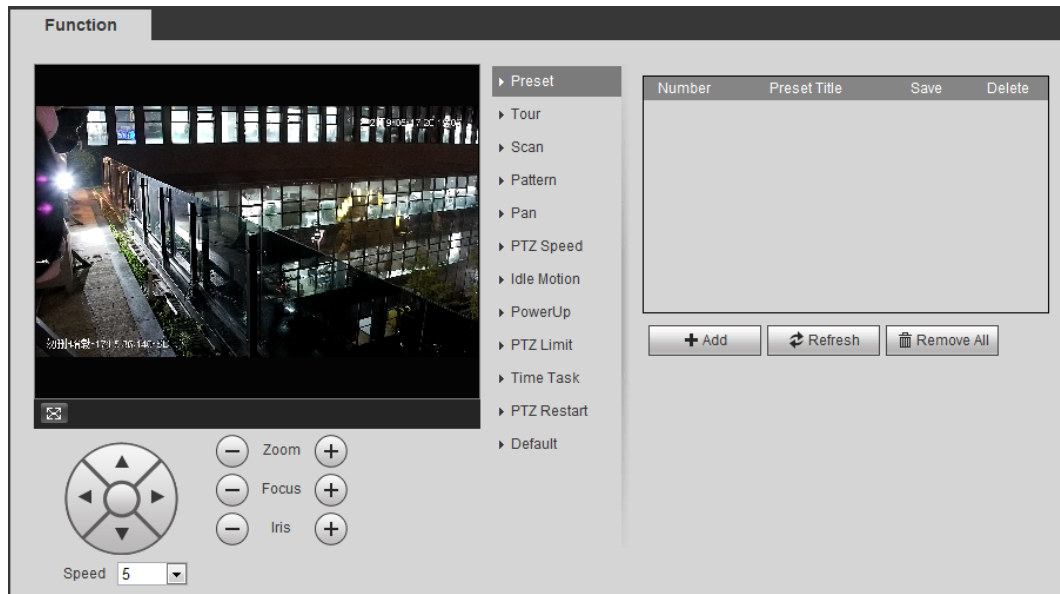 Function
Preset
Tour
Scan
Pattern
Pan
PTZ Speed
Idle Motion
PowerUp
PTZ Limit
Time Task
PTZ Restart
Default
Number Preset Title Save Delete
Add Refresh Remove All
Zoom
Focus
Iris
Speed 5